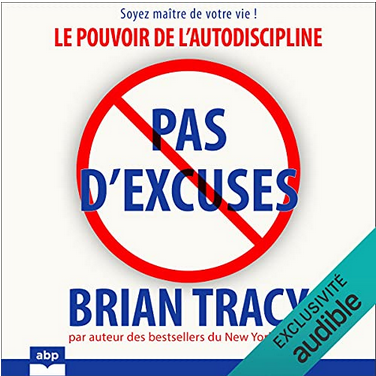 Soyez maître de votre vie !
LE POUVOIR DE L'AUTODISCIPLINE
PAS
D'EXCUSES
BRIAN TRACY
par auteur des bestsellers du New York
EXCLUSIVITÉ
audible
abp